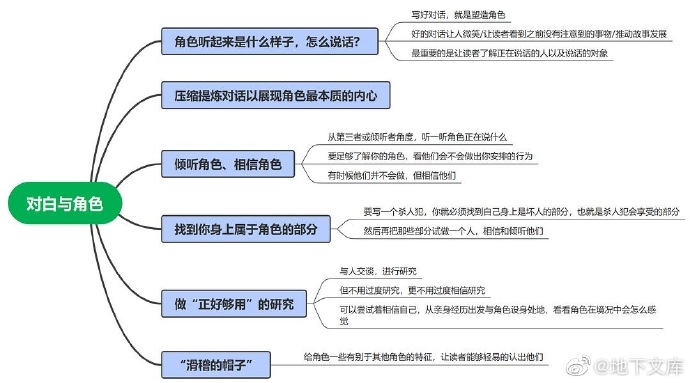 对白与角色
角色听起来是什么样子，怎么说话？
写好对话，就是塑造角色
好的对话让人微笑/让读者看到之前没有注意到的事物/推动故事发展
最重要的是让读者了解正在说话的人以及说话的对象
压缩提炼对话以展现角色最本质的内心
倾听角色、相信角色
从第三者或倾听者角度，听一听角色正在说什么
要足够了解你的角色，看他们会不会做出你安排的行为
有时候他们并不会做，但相信他们
找到你身上属于角色的部分
要写一个杀人犯，你就必须找到自己身上是坏人的部分，也就是杀人犯会享受的部分
然后再把那些部分试做一个人，相信和倾听他们
做“正好够用”的研究
与人交谈，进行研究
但不用过度研究，更不用过度相信研究
可以尝试着相信自己，从亲身经历出发与角色设身处地，看看角色在境况中会怎么感
觉
“滑稽的帽子”
给角色一些有别于其他角色的特征，让读者能够轻易的认出他们
@地下文库